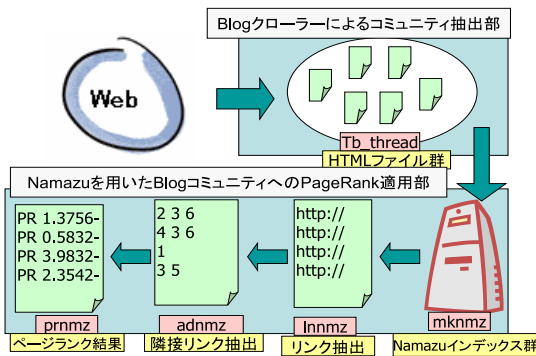 Blogクローラーによるコミュニティ抽出部
Web
Tb_thread
HTMLファイル群
Namazuを用いたBlogコミュニティへのPageRank適用部
PR 1.3756-
PR 0.5832-
PR 3.9832-
PR 2.3542-
2 3 6
4 3 6
1
3 5
http://
http://
http://
http://
prnmz
adnmz
lnnmz
mknmz
ページランク結果
隣接リンク抽出
リンク抽出
Namazuインデックス群